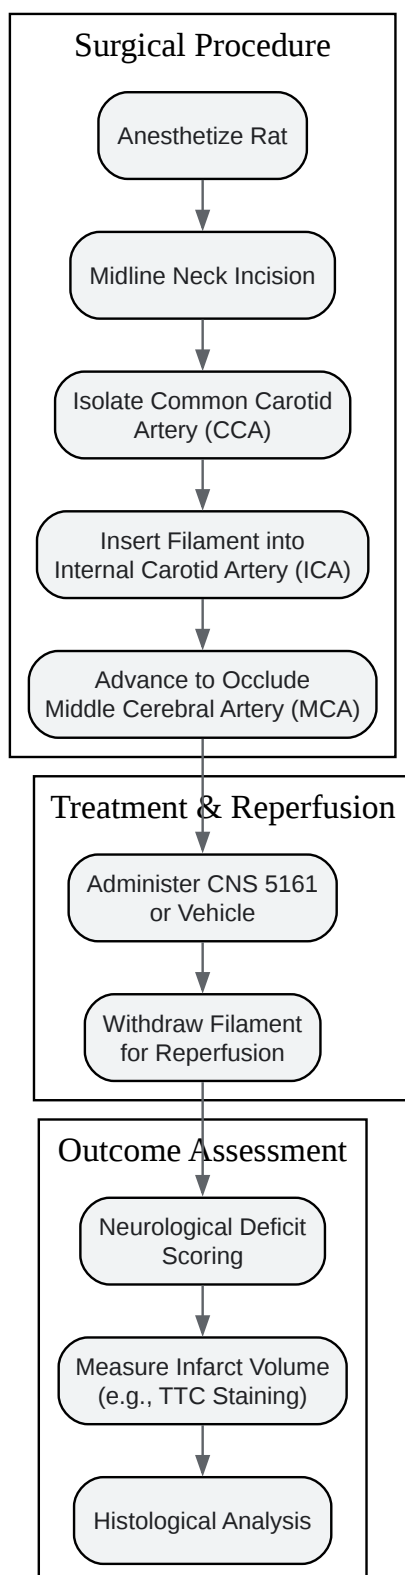 Surgical Procedure
Anesthetize Rat
Midline Neck Incision
Isolate Common Carotid
Artery (CCA)
Insert Filament into
Internal Carotid Artery (ICA)
Advance to Occlude
Middle Cerebral Artery (MCA)
Treatment & Reperfusion
Administer CNS 5161
or Vehicle
Withdraw Filament
for Reperfusion
Outcome Assessment
Neurological Deficit
Scoring
Measure Infarct Volume
(e.g., TTC Staining)
Histological Analysis